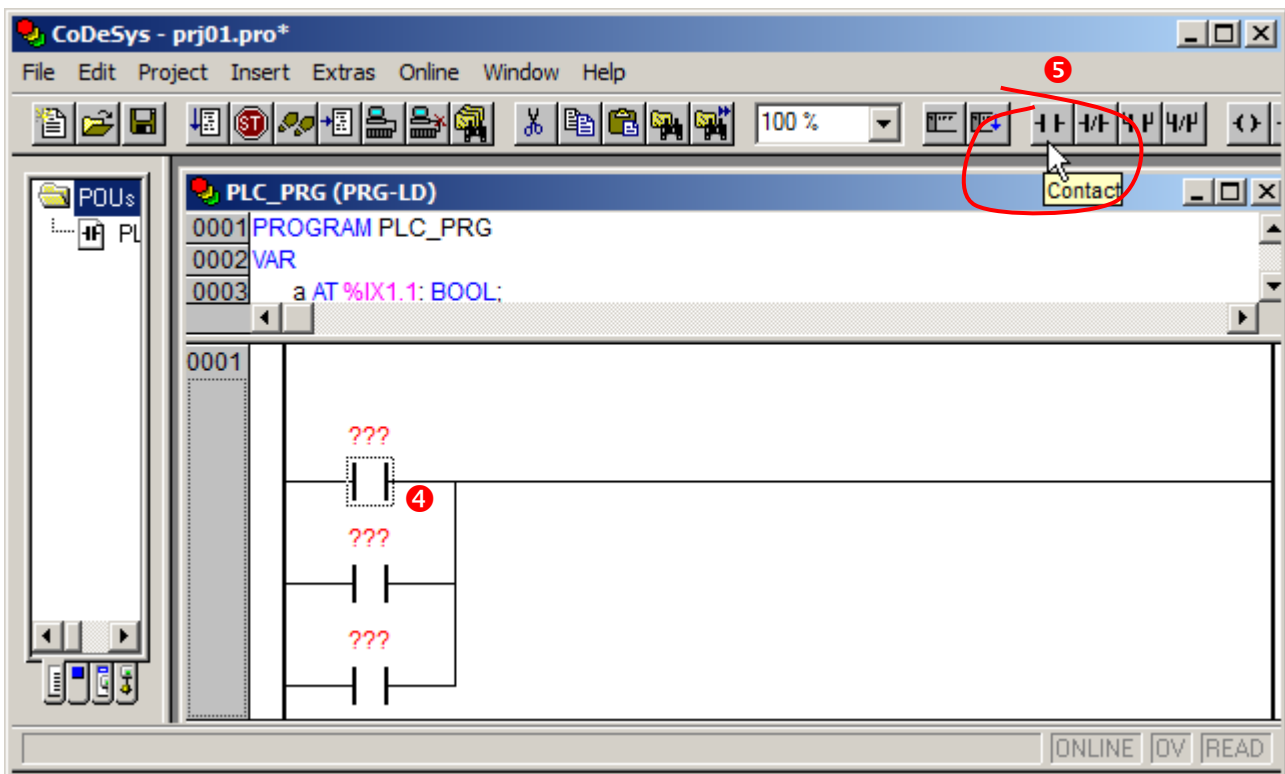 CoDeSys - prj01.pro*
File Edit Project Insert Extras Online Window Help
❺
ST
100 %
Contact
POUs
PL
PLC_PRG (PRG-LD)
0001 PROGRAM PLC_PRG
0002 VAR
0003 a AT %IX1.1: BOOL;
0001
???
❹
???
???
ONLINE OV READ